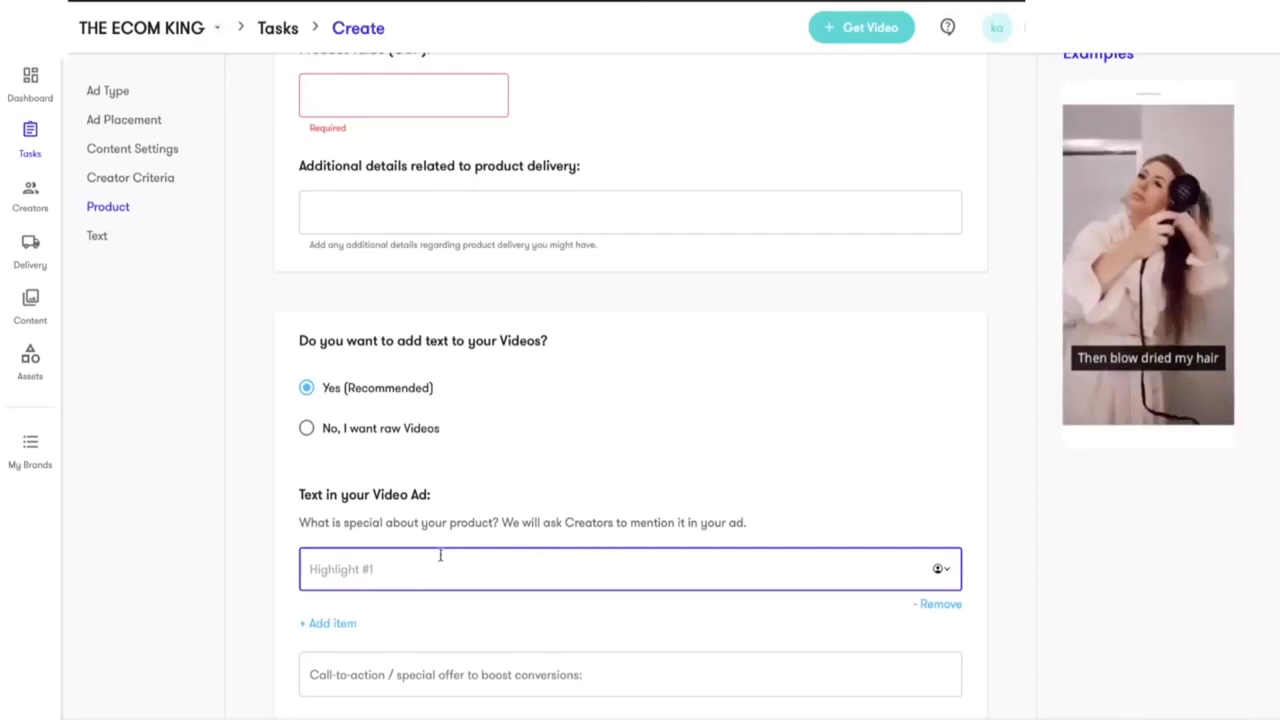 THE ECOM KING
Tasks
Create
+ Get Video
ka
Examples
Dashboard
Tasks
Creators
Delivery
Content
Assets
My Brands
Ad Type
Ad Placement
Content Settings
Creator Criteria
Product
Text
Required
Additional details related to product delivery:
Add any additional details regarding product delivery you might have.
Do you want to add text to your Videos?
Yes (Recommended)
No, I want raw Videos
Text in your Video Ad:
What is special about your product? We will ask Creators to mention it in your ad.
Highlight #1
- Remove
+ Add item
Call-to-action / special offer to boost conversions:
Then blow dried my hair